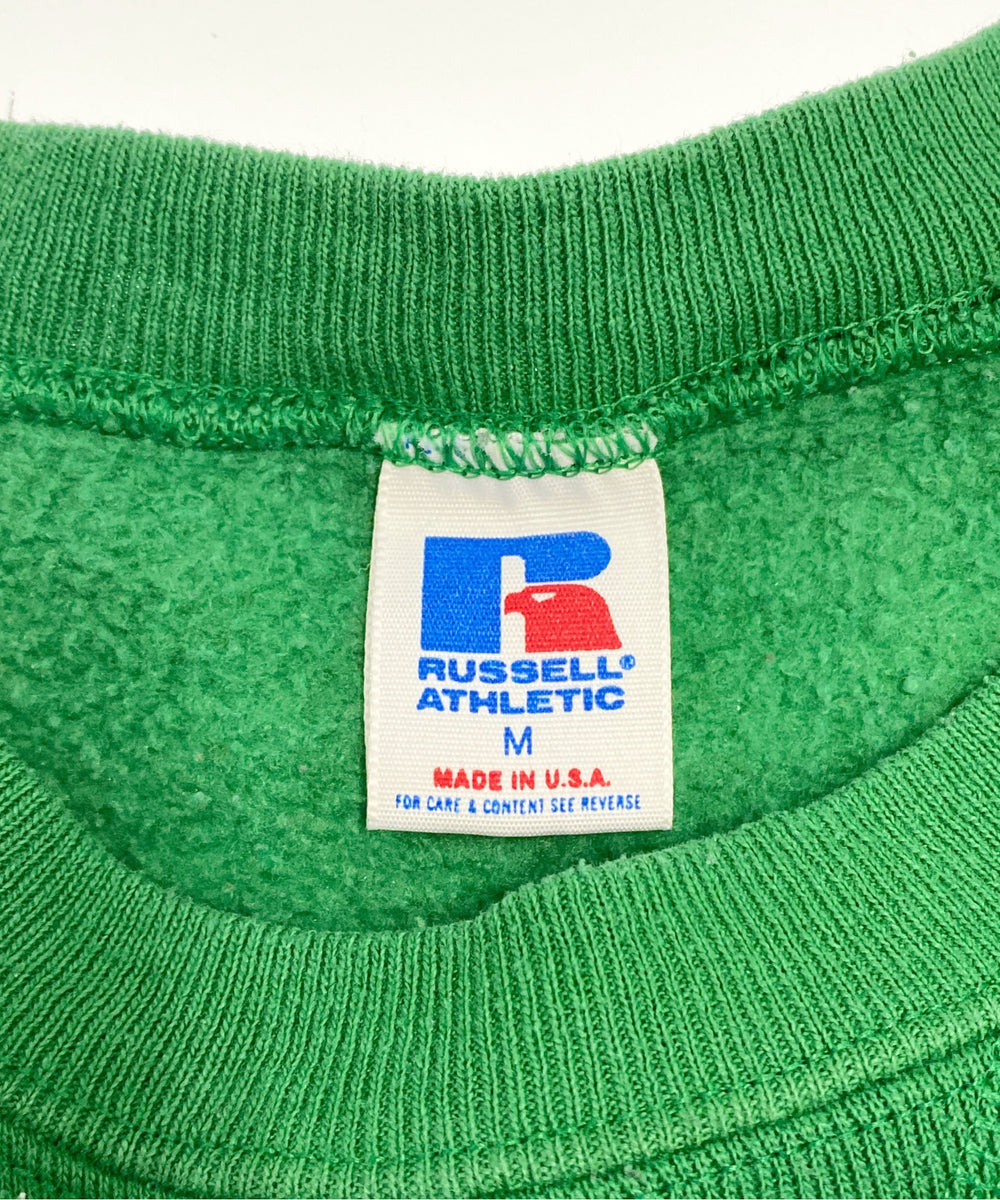 R
RUSSELL®
ATHLETIC
M
MADE IN U.S.A.
FOR CARE & CONTENT SEE REVERSE